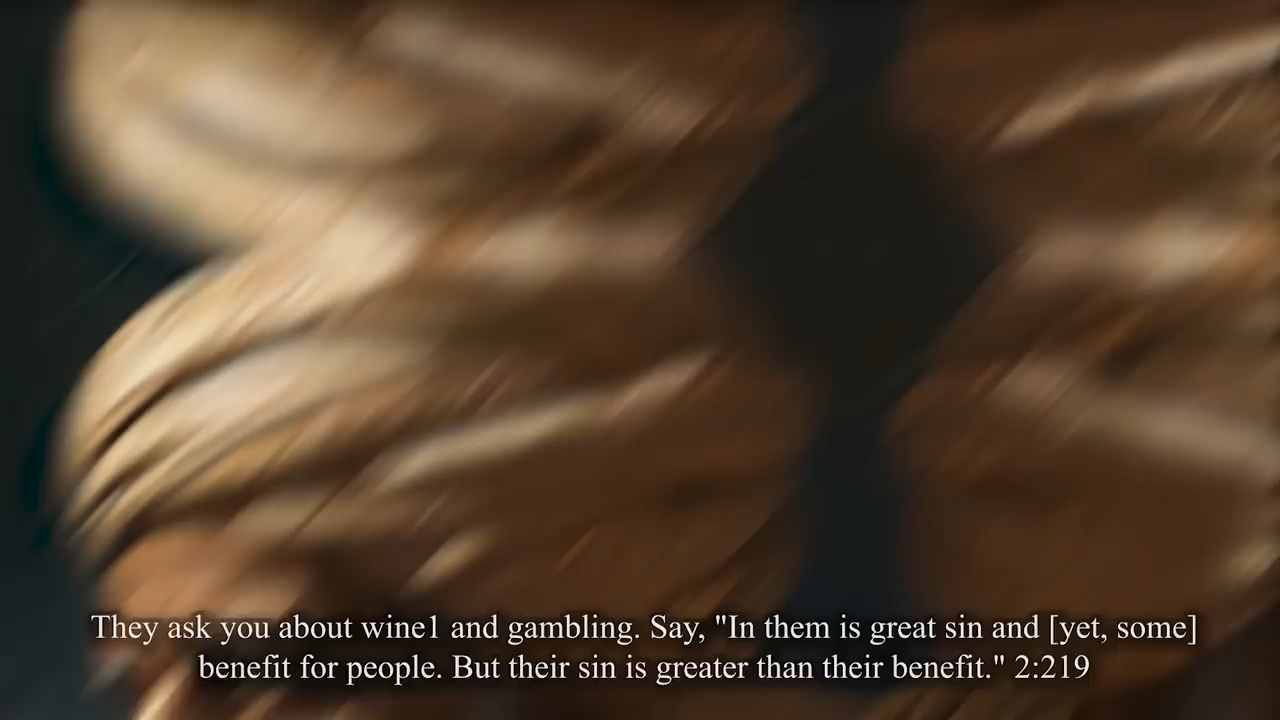 They ask you about wine1 and gambling. Say, "In them is great sin and [yet, some]
benefit for people. But their sin is greater than their benefit." 2:219